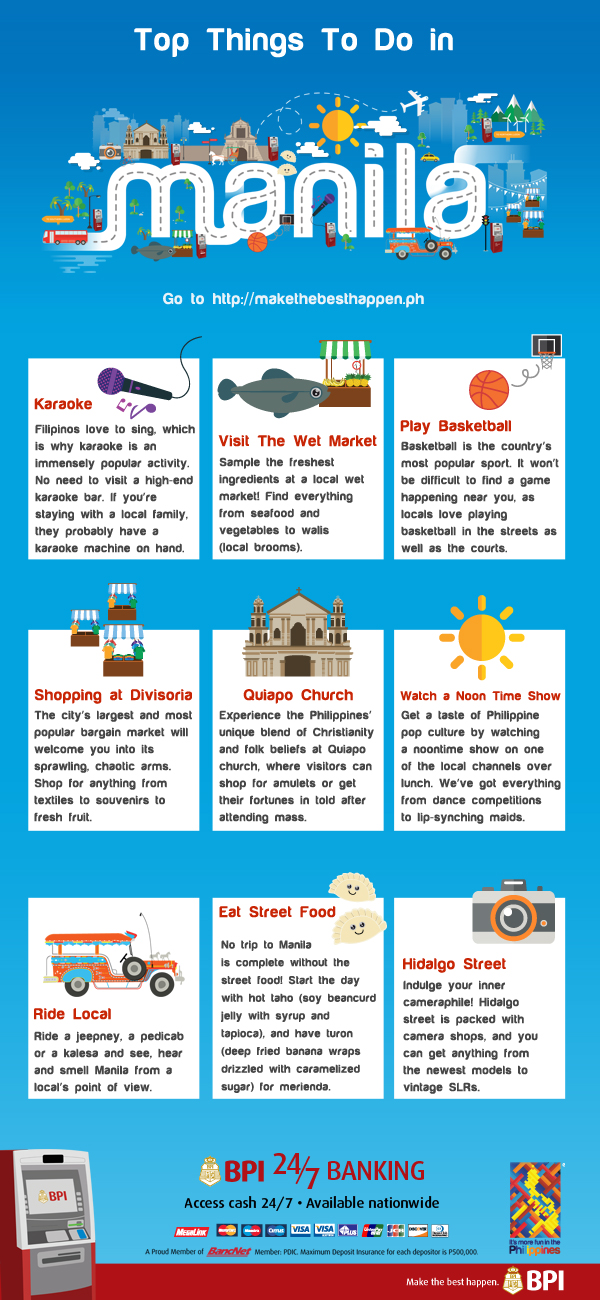 Top Things To Do in
manila
Go to http://makethebesthappen.ph
Karaoke
Filipinos love to sing, which
is why karaoke is an
immensely popular activity.
No need to visit a high-end
karaoke bar. If you're
staying with a local family,
they probably have a
karaoke machine on hand.
Visit The Wet Market
Sample the freshest
ingredients at a local wet
market! Find everything
from seafood and
vegetables to walis
(local brooms).
Play Basketball
Basketball is the country's
most popular sport. It won't
be difficult to find a game
happening near you, as
locals love playing
basketball in the streets as
well as the courts.
Shopping at Divisoria
The city's largest and most
popular bargain market will
welcome you into its
sprawling, chaotic arms.
Shop for anything from
textiles to souvenirs to
fresh fruit.
Quiapo Church
Experience the Philippines'
unique blend of Christianity
and folk beliefs at Quiapo
church, where visitors can
shop for amulets or get
their fortunes in told after
attending mass.
Watch a Noon Time Show
Get a taste of Philippine
pop culture by watching
a noontime show on one
of the local channels over
lunch. We've got everything
from dance competitions
to lip-synching maids.
Ride Local
Ride a jeepney, a pedicab
or a kalesa and see, hear
and smell Manila from a
local's point of view.
Eat Street Food
No trip to Manila
is complete without the
street food! Start the day
with hot taho (soy beancurd
jelly with syrup and
tapioca), and have turon
(deep fried banana wraps
drizzled with caramelized
sugar) for merienda.
Hidalgo Street
Indulge your inner
cameraphile! Hidalgo
street is packed with
camera shops, and you
can get anything from
the newest models to
vintage SLRs.
BPI
BPI 24/7 BANKING
Access cash 24/7 • Available nationwide
MegaLink MasterCard Maestro Cirrus VISA VISA PLUS JCB DISCOVER
A Proud Member of BancNet Member: PDIC. Maximum Deposit Insurance for each depositor is P500,000.
It's more fun in the
Philippines
Make the best happen. BPI